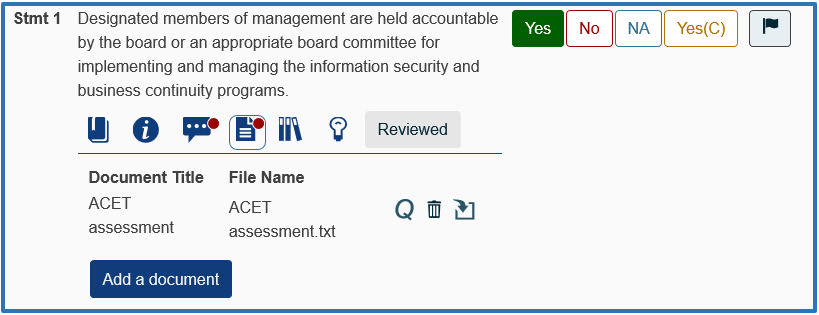 Stmt 1 Designated members of management are held accountable Yes No NA Yes(C)
by the board or an appropriate board committee for
implementing and managing the information security and
business continuity programs.
Reviewed
Document Title File Name
ACET ACET Q
assessment assessment.txt
Add a document